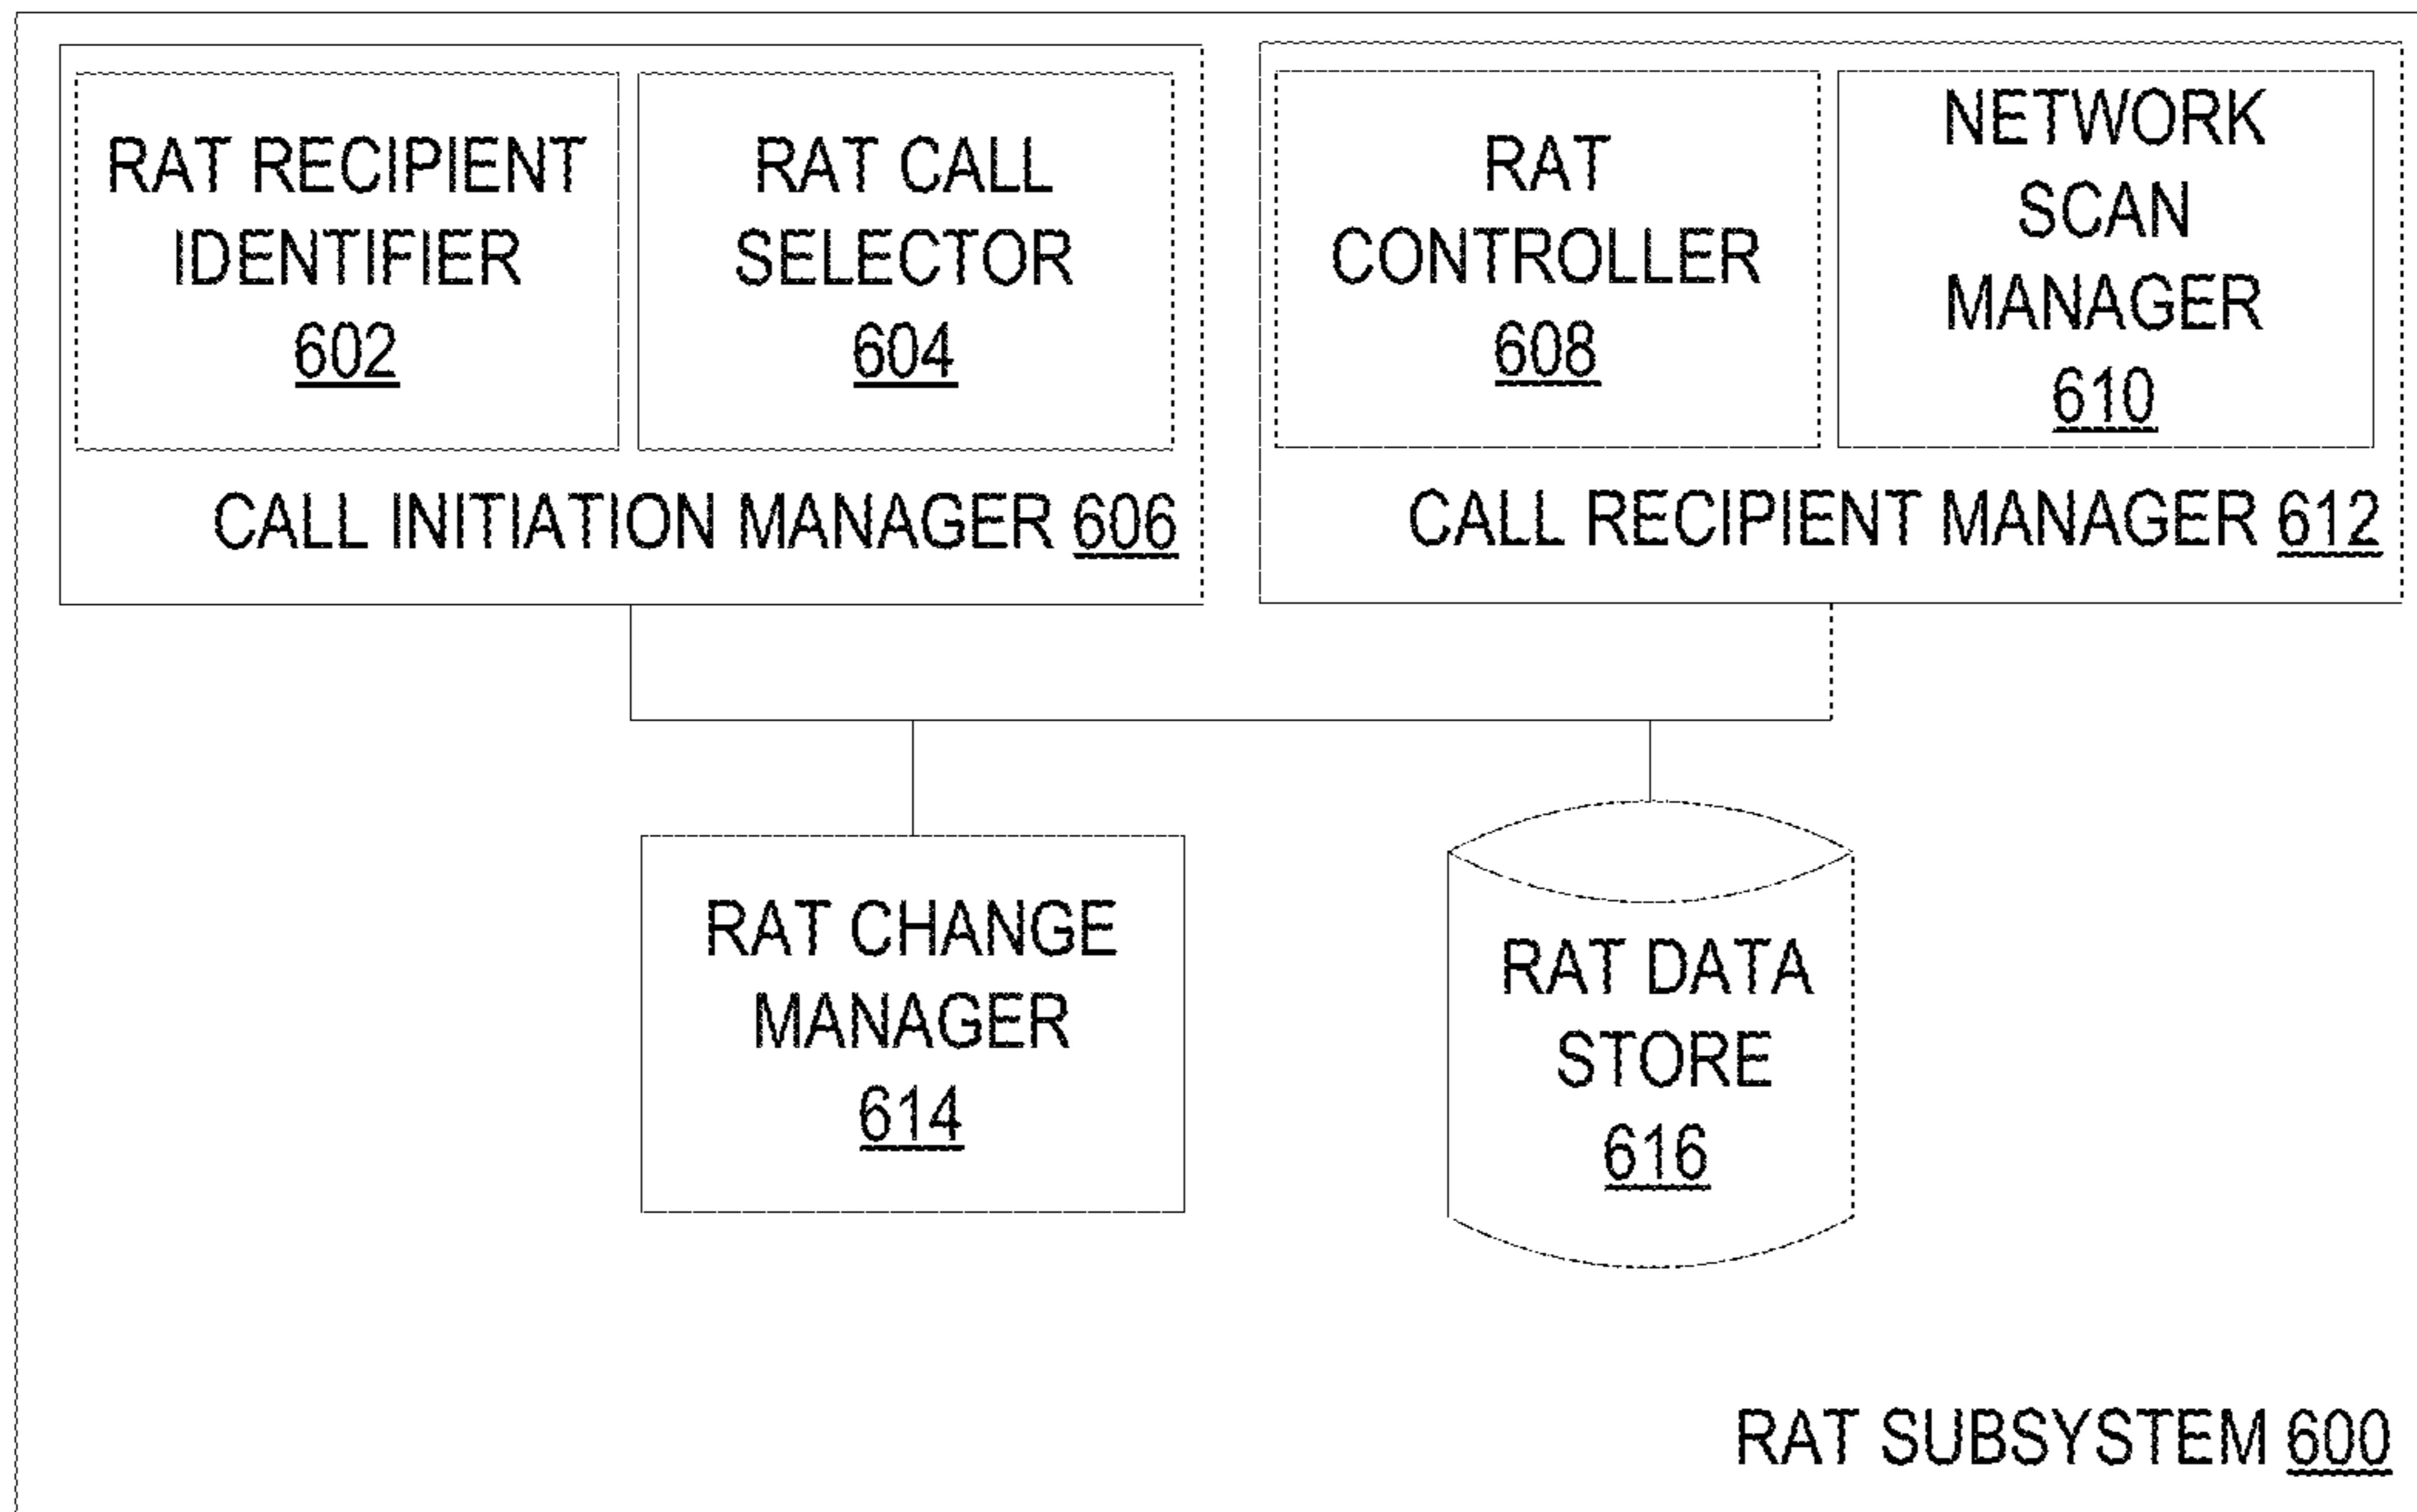 RAT RECIPIENT
IDENTIFIER
602
RAT CALL
SELECTOR
604
CALL INITIATION MANAGER 606
RAT
CONTROLLER
608
NETWORK
SCAN
MANAGER
610
CALL RECIPIENT MANAGER 612
RAT CHANGE
MANAGER
614
RAT DATA
STORE
616
RAT SUBSYSTEM 600